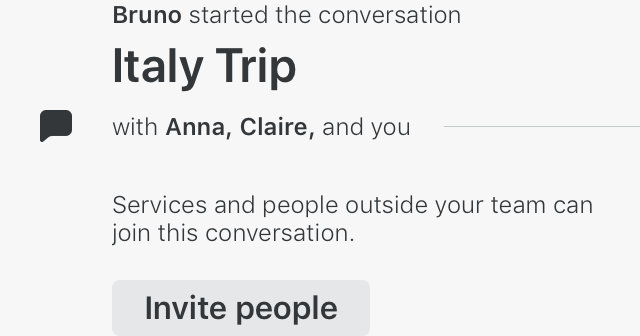 Bruno started the conversation
Italy Trip
with Anna, Claire, and you
Services and people outside your team can
join this conversation.
Invite people